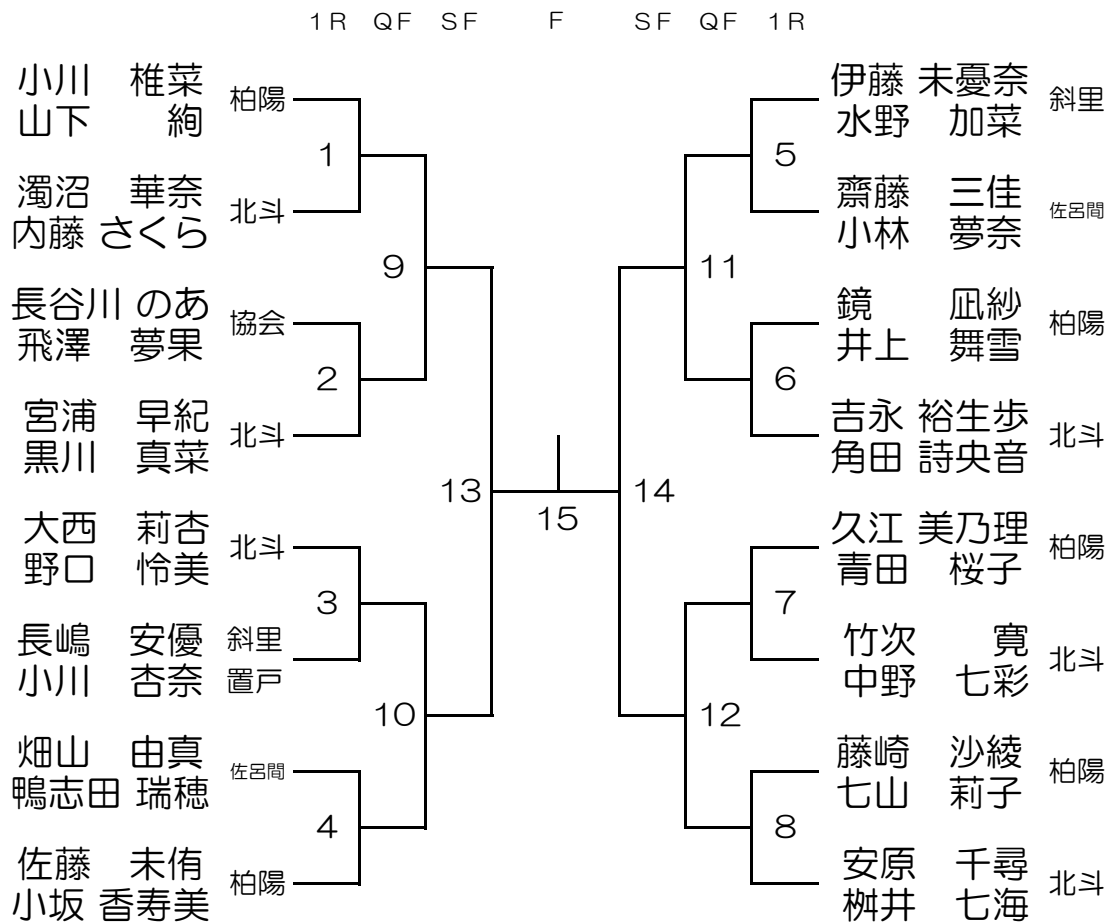 1R QF SF F SF QF 1R
小川 椎菜
山下 絢
柏陽
1
濁沼 華奈
内藤 さくら
北斗
9
長谷川 のあ
飛澤 夢果
協会
2
宮浦 早紀
黒川 真菜
北斗
13
大西 莉杏
野口 怜美
北斗
3
長嶋 安優 斜里
小川 杏奈 置戸
10
畑山 由真
鴨志田 瑞穂
佐呂間
4
佐藤 未侑
小坂 香寿美
柏陽
15
伊藤 未憂奈
水野 加菜
斜里
5
齋藤 三佳
小林 夢奈
佐呂間
11
鏡 凪紗
井上 舞雪
柏陽
6
吉永 裕生歩
角田 詩央音
北斗
14
久江 美乃理
青田 桜子
柏陽
7
竹次 寛
中野 七彩
北斗
12
藤崎 沙綾
七山 莉子
柏陽
8
安原 千尋
桝井 七海
北斗